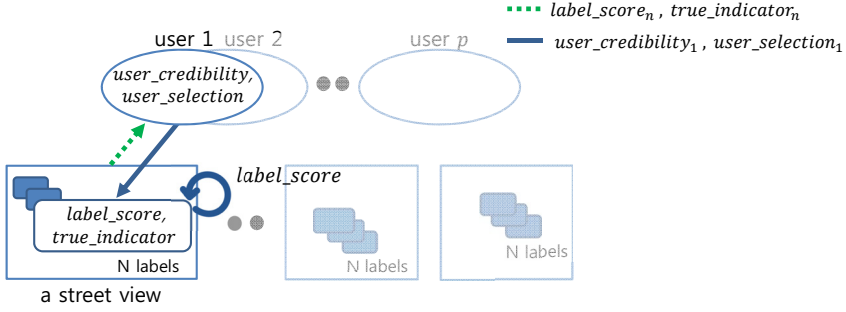 label_score_n , true_indicator_n
user_credibility_1 , user_selection_1
user 1 user 2 user p
user_credibility,
user_selection
label_score
label_score,
true_indicator
N labels
N labels
N labels
a street view